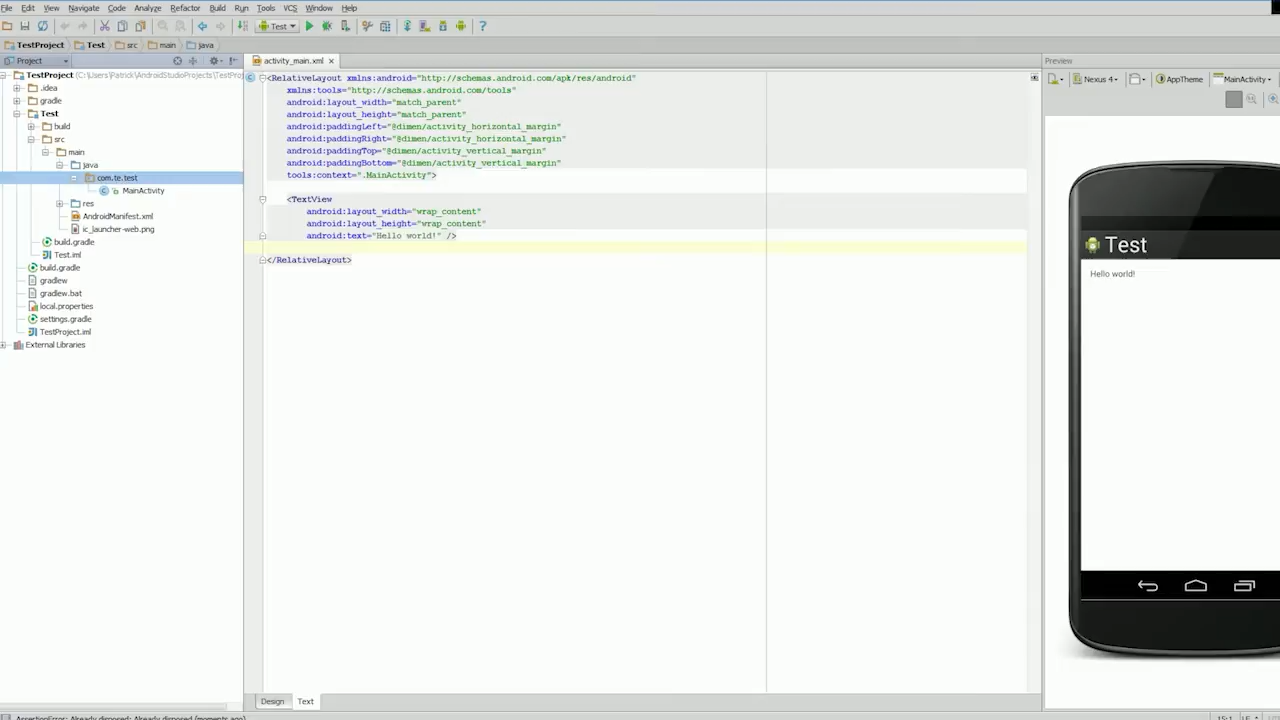 File Edit View Navigate Code Analyze Refactor Build Run Tools VCS Window Help
Test
TestProject Test src main java
Project
activity_main.xml
Preview
TestProject (C:\Users\Patrick\AndroidStudioProjects\TestPro
.idea
gradle
Test
build
src
main
java
com.te.test
MainActivity
res
AndroidManifest.xml
ic_launcher-web.png
build.gradle
Test.iml
build.gradle
gradlew
gradlew.bat
local.properties
settings.gradle
TestProject.iml
External Libraries
<RelativeLayout xmlns:android="http://schemas.android.com/apk/res/android"
xmlns:tools="http://schemas.android.com/tools"
android:layout_width="match_parent"
android:layout_height="match_parent"
android:paddingLeft="@dimen/activity_horizontal_margin"
android:paddingRight="@dimen/activity_horizontal_margin"
android:paddingTop="@dimen/activity_vertical_margin"
android:paddingBottom="@dimen/activity_vertical_margin"
tools:context=".MainActivity">
<TextView
android:layout_width="wrap_content"
android:layout_height="wrap_content"
android:text="Hello world!" />
</RelativeLayout>
Nexus 4 AppTheme MainActivity
Test
Hello world!
Design Text
AssertionError: Already disposed: Already disposed (moments ago)
15:1